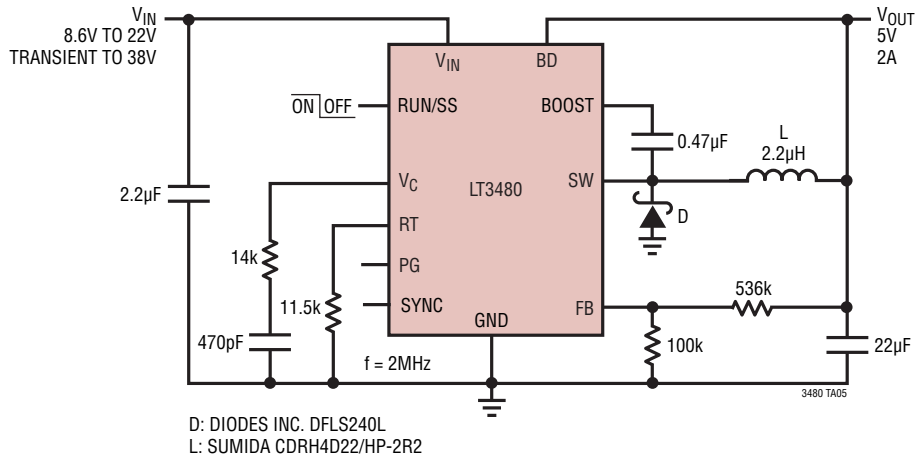 VIN
8.6V TO 22V
TRANSIENT TO 38V
VOUT
5V
2A
VIN
BD
ON OFF
RUN/SS
BOOST
0.47µF
L
2.2µH
VC
LT3480
SW
2.2µF
D
RT
14k
PG
536k
11.5k
SYNC
FB
GND
470pF
f = 2MHz
100k
22µF
3480 TA05
D: DIODES INC. DFLS240L
L: SUMIDA CDRH4D22/HP-2R2